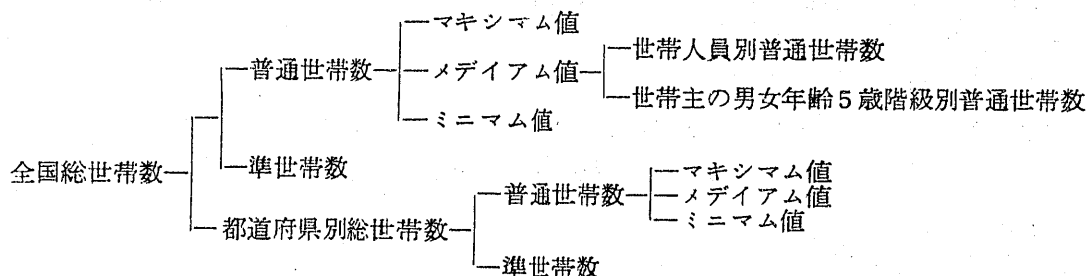 マキシマム値
世帯人員別普通世帯数
普通世帯数
メデイアム値
世帯主の男女年齢5歳階級別普通世帯数
ミニマム値
全国総世帯数
準世帯数
マキシマム値
普通世帯数
メデイアム値
都道府県別総世帯数
ミニマム値
準世帯数